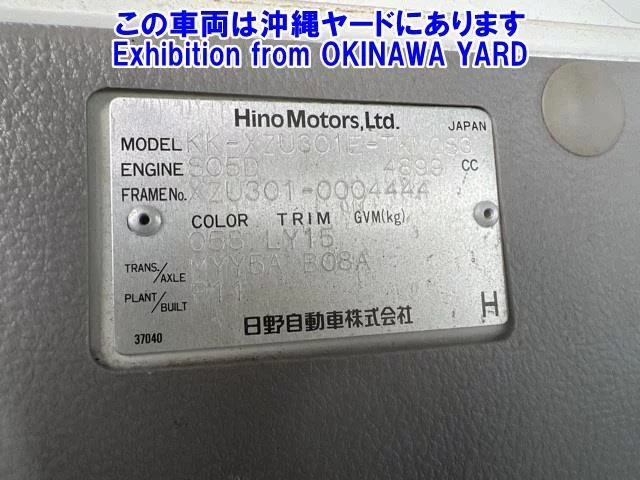 この車両は沖縄ヤードにあります
Exhibition from OKINAWA YARD
Hino Motors, Ltd.
JAPAN
MODEL KK-XZU301E-
ENGINE S05D 4899 CC
FRAME No. XZU301-0004444
COLOR TRIM GVM(kg)
LY15
TRANS./AXLE MYY5A B08A
PLANT/BUILT
37040 日野自動車株式会社 H